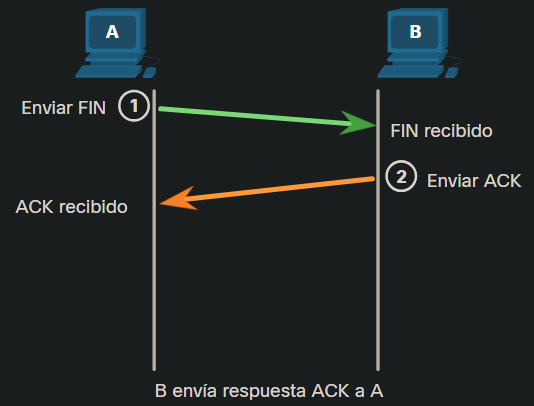 A
B
Enviar FIN
1
FIN recibido
2
Enviar ACK
ACK recibido
B envía respuesta ACK a A